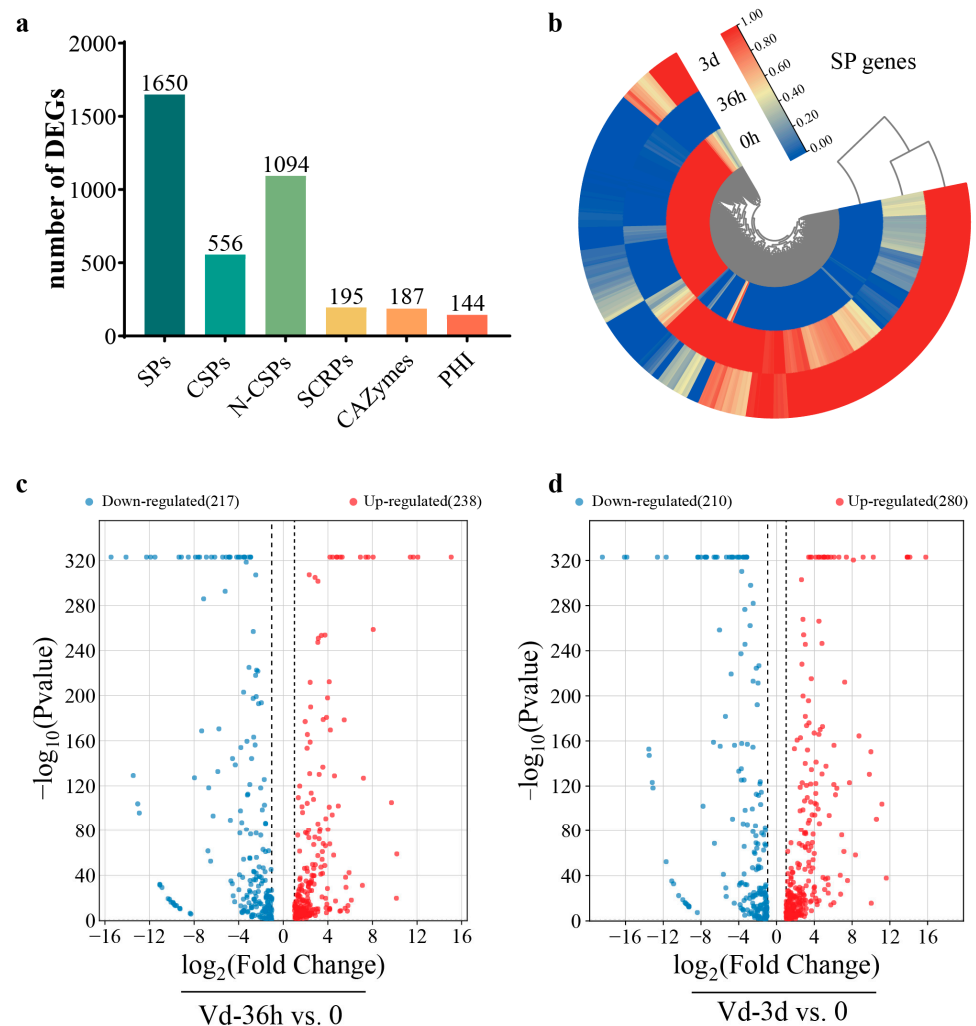 a
number of DEGs
2000
1500
1000
500
0
1650
556
1094
195
187
144
SPs
CSPs
N-CSPs
SCRPs
CAZymes
PHI
b
3d
36h
0h
1.00
0.80
0.60
0.40
0.20
0.00
SP genes
c
Down-regulated(217)
Up-regulated(238)
−log10(Pvalue)
320
280
240
200
160
120
80
40
0
−16 −12 −8 −4 0 4 8 12 16
log2(Fold Change)
Vd-36h vs. 0
d
Down-regulated(210)
Up-regulated(280)
−log10(Pvalue)
320
280
240
200
160
120
80
40
0
−16 −12 −8 −4 0 4 8 12 16
log2(Fold Change)
Vd-3d vs. 0